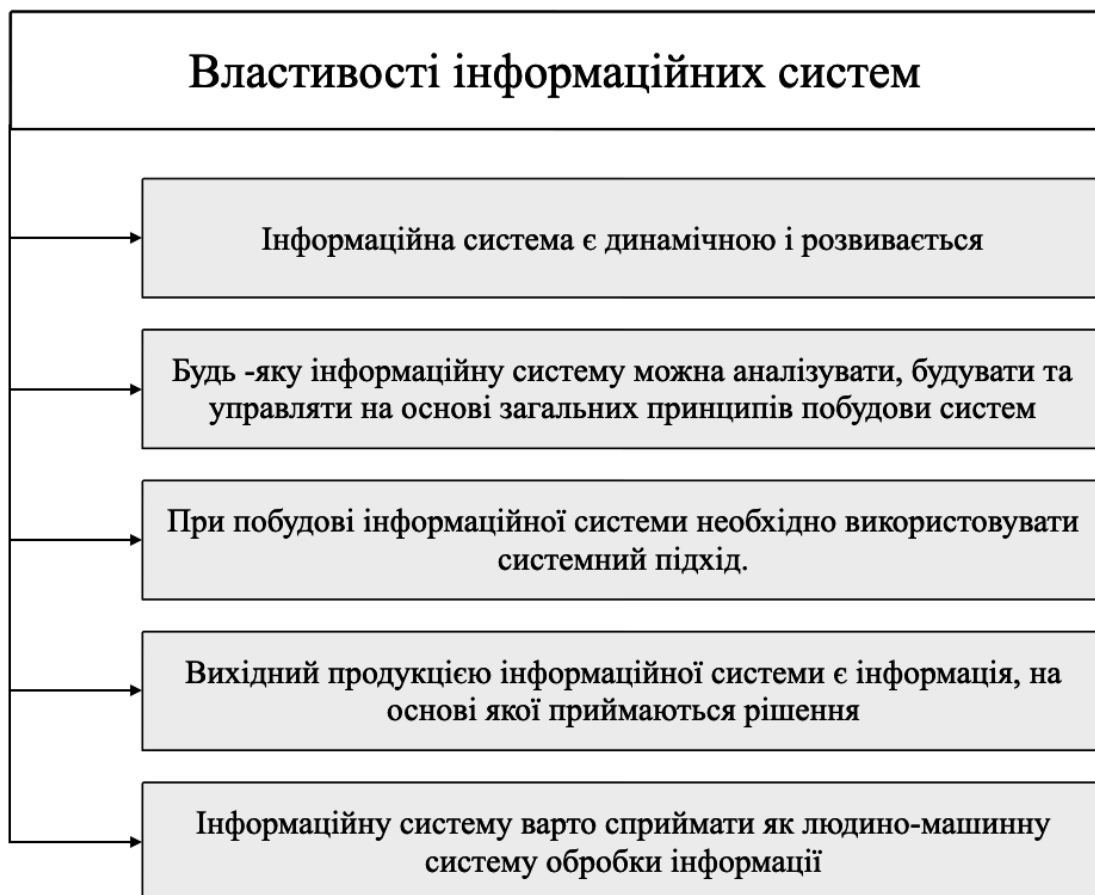 Властивості інформаційних систем
Інформаційна система є динамічною і розвивається
Будь -яку інформаційну систему можна аналізувати, будувати та
управляти на основі загальних принципів побудови систем
При побудові інформаційної системи необхідно використовувати
системний підхід.
Вихідний продукцією інформаційної системи є інформація, на
основі якої приймаються рішення
Інформаційну систему варто сприймати як людино-машинну
систему обробки інформації